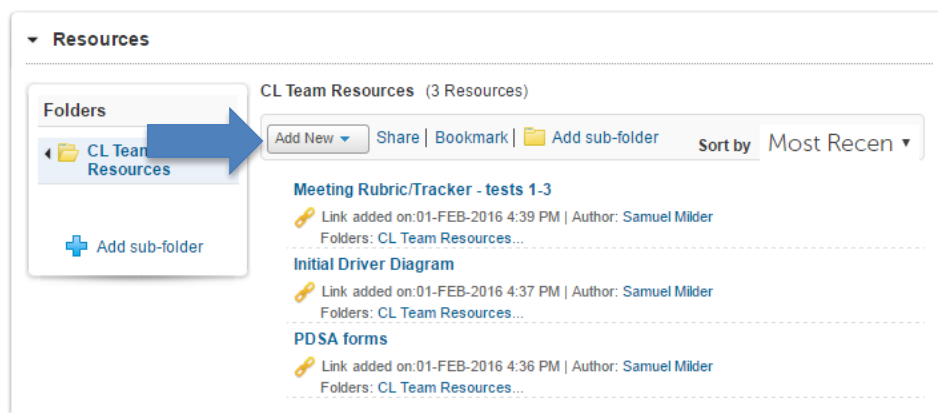 Resources
Folders
CL Team
Resources
Add sub-folder
CL Team Resources (3 Resources)
Add New
Share | Bookmark | Add sub-folder
Sort by
Most Recen
Meeting Rubric/Tracker - tests 1-3
Link added on:01-FEB-2016 4:39 PM | Author: Samuel Milder
Folders: CL Team Resources...
Initial Driver Diagram
Link added on:01-FEB-2016 4:37 PM | Author: Samuel Milder
Folders: CL Team Resources...
PDSA forms
Link added on:01-FEB-2016 4:36 PM | Author: Samuel Milder
Folders: CL Team Resources...